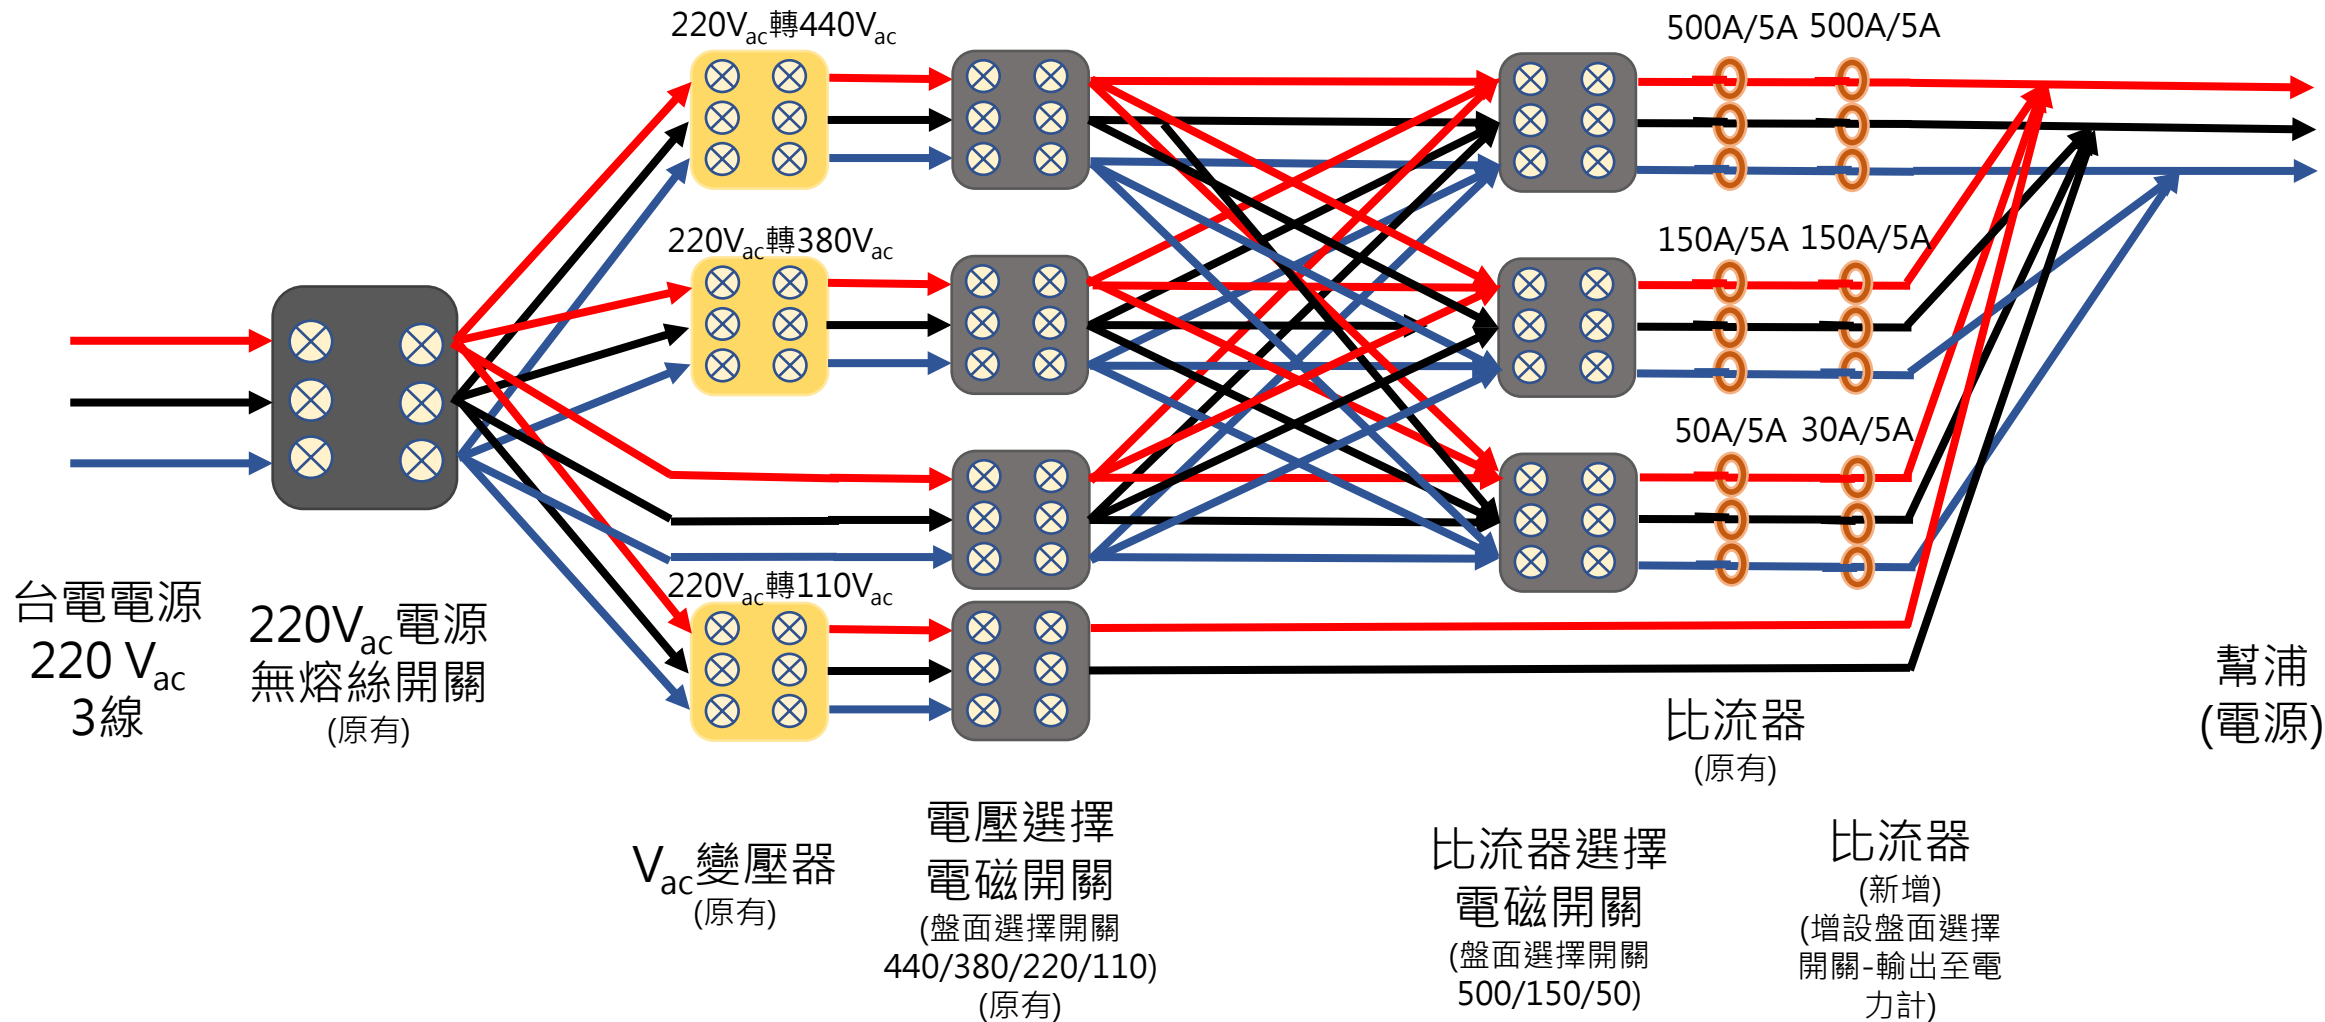 220Vac轉440Vac
500A/5A 500A/5A
220Vac轉380Vac
150A/5A 150A/5A
50A/5A 30A/5A
220Vac轉110Vac
台電電源
220 Vac
3線
220Vac電源
無熔絲開關
(原有)
Vac變壓器
(原有)
電壓選擇
電磁開關
(盤面選擇開關
440/380/220/110)
(原有)
比流器選擇
電磁開關
(盤面選擇開關
500/150/50)
比流器
(原有)
比流器
(新增)
(增設盤面選擇
開關-輸出至電
力計)
幫浦
(電源)